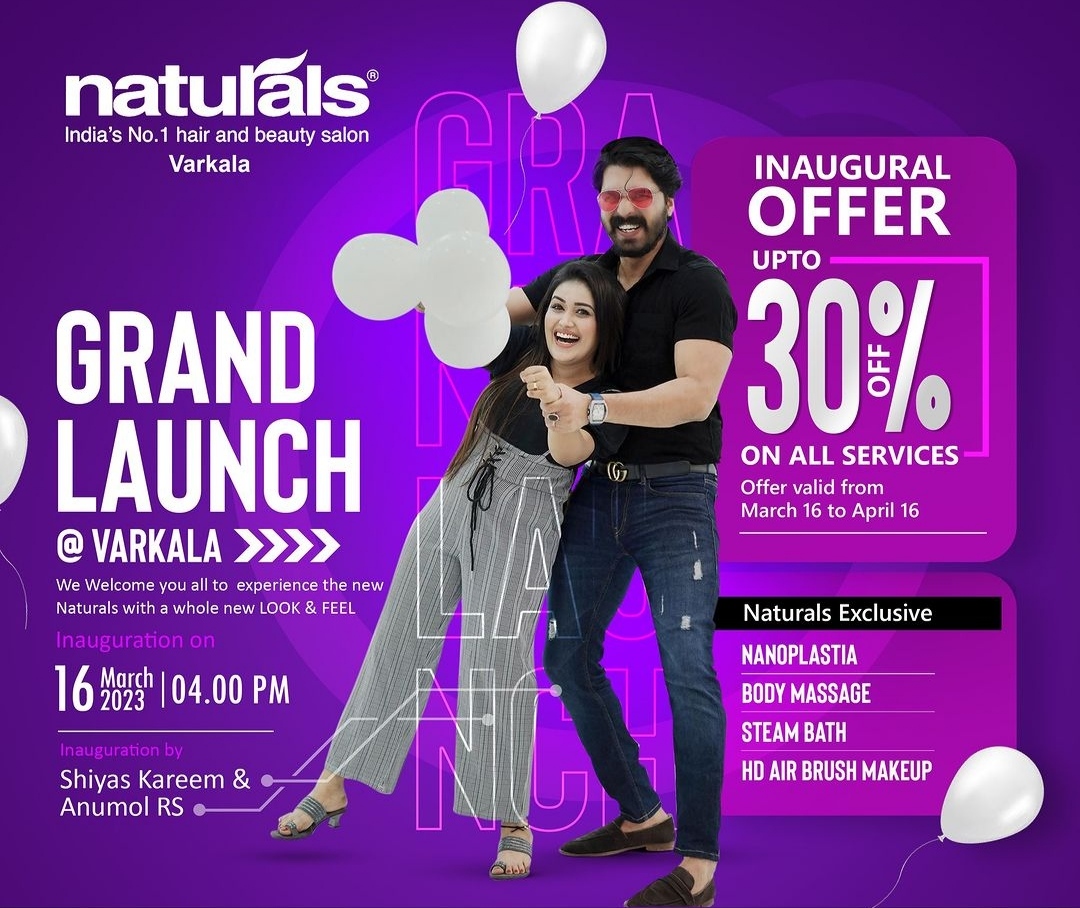 naturals®
India's No.1 hair and beauty salon
Varkala
GRAND
LAUNCH
@ VARKALA
We Welcome you all to experience the new
Naturals with a whole new LOOK & FEEL
Inauguration on
16 March 2023 | 04.00 PM
Inauguration by
Shiyas Kareem &
Anumol RS
GRA
N
LAU
NCH
INAUGURAL
OFFER
UPTO
30% OFF
ON ALL SERVICES
Offer valid from
March 16 to April 16
Naturals Exclusive
NANOPLASTIA
BODY MASSAGE
STEAM BATH
HD AIR BRUSH MAKEUP